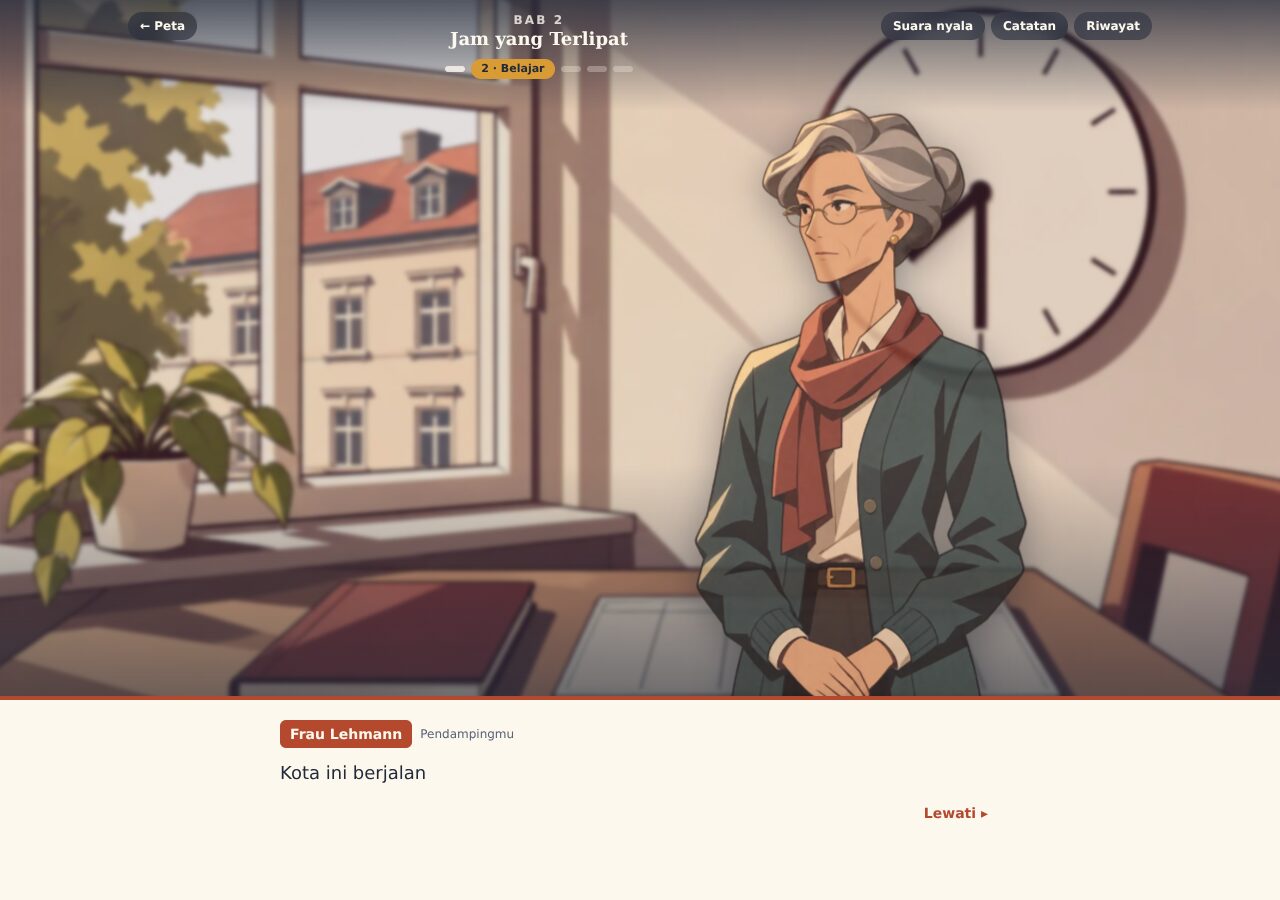 ← Peta
BAB 2
Jam yang Terlipat
2 · Belajar
Suara nyala
Catatan
Riwayat
Frau Lehmann
Pendampingmu
Kota ini berjalan
Lewati ▸